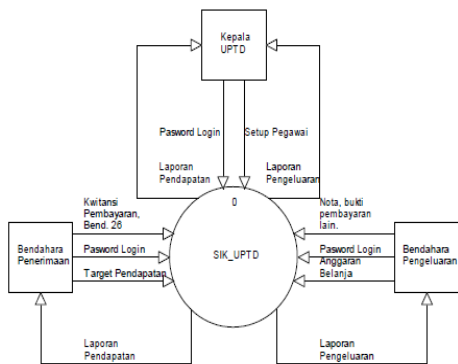 Kepala
UPTD
Pasword Login
Setup Pegawai
Laporan
Pendapatan
Laporan
Pengeluaran
Kwitansi
Pembayaran,
Bend. 26
0
Nota, bukti
pembayaran
lain.
Bendahara
Penerimaan
Pasword Login
SIK_UPTD
Pasword Login
Bendahara
Pengeluaran
Target Pendapatan
Anggaran
Belanja
Laporan
Pendapatan
Laporan
Pengeluaran